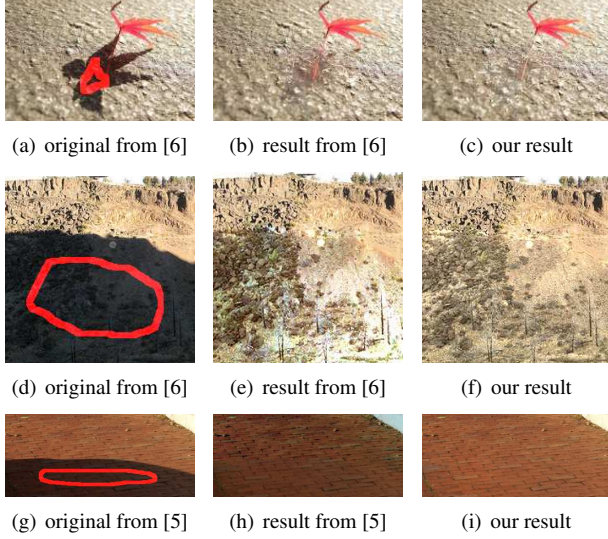 (a) original from [6] (b) result from [6] (c) our result
(d) original from [6] (e) result from [6] (f) our result
(g) original from [5] (h) result from [5] (i) our result